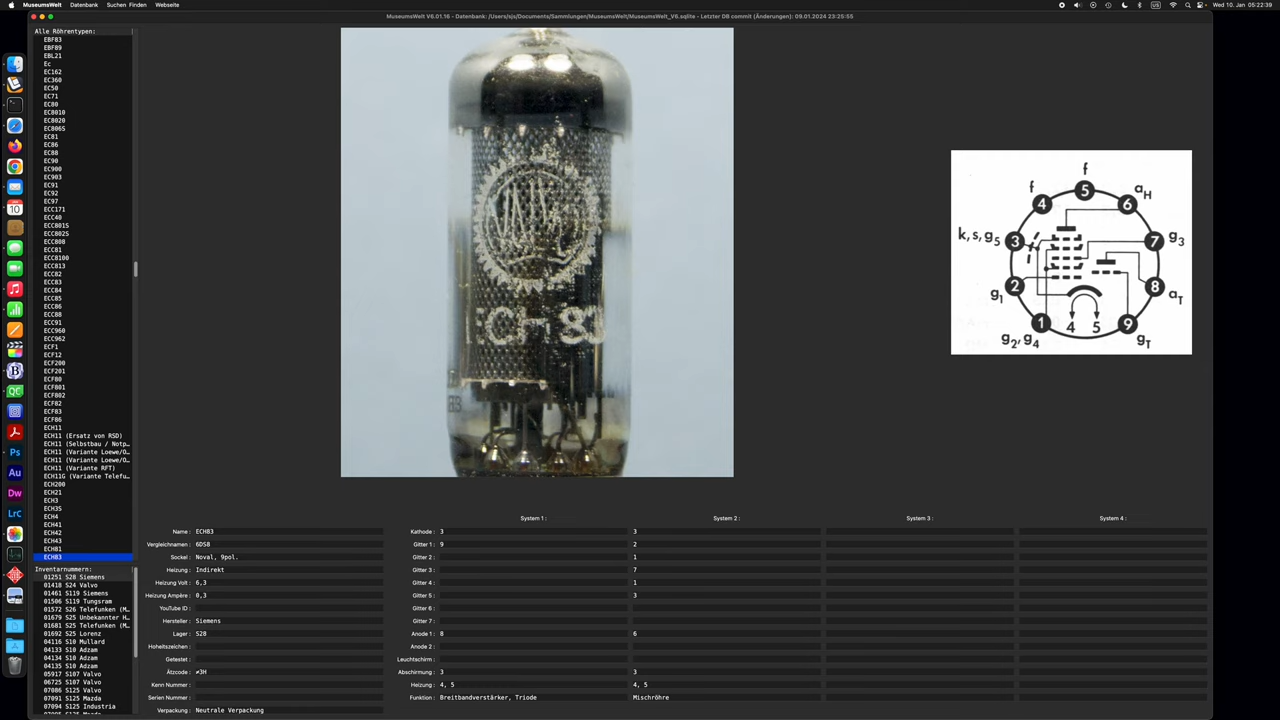 MuseumsWelt Datenbank Suchen Finden Webseite
US
Wed 10. Jan. 05:22:39
MuseumsWelt V6.01.16 - Datenbank: /Users/sjs/Documents/Sammlungen/MuseumsWelt/MuseumsWelt_V6.sqlite - Letzter DB commit (Änderungen): 09.01.2024 23:25:55
Alle Röhrentypen:
EBF83
EBF89
EBL21
Ec
EC162
EC360
EC50
EC71
EC80
EC8010
EC8020
EC806S
EC81
EC86
EC88
EC90
EC900
EC903
EC91
EC92
EC97
ECC171
ECC40
ECC801S
ECC802S
ECC808
ECC81
ECC8100
ECC813
ECC82
ECC83
ECC84
ECC85
ECC86
ECC88
ECC91
ECC960
ECC962
ECF1
ECF12
ECF200
ECF201
ECF80
ECF801
ECF802
ECF82
ECF83
ECF86
ECH11
ECH11 (Ersatz von RSD)
ECH11 (Selbstbau / Notp…
ECH11 (Variante Loewe/O…
ECH11 (Variante Loewe/O…
ECH11 (Variante RFT)
ECH11G (Variante Telefu…
ECH200
ECH21
ECH3
ECH35
ECH4
ECH41
ECH42
ECH43
ECH81
ECH83
Inventarnummern:
01251 S28 Siemens
01418 S24 Valvo
01461 S119 Siemens
01506 S119 Tungsram
01572 S26 Telefunken (M…
01679 S25 Unbekannter H…
01681 S25 Telefunken (M…
01692 S25 Lorenz
04116 S10 Mullard
04133 S10 Adzam
04134 S10 Adzam
04135 S10 Adzam
05917 S107 Valvo
06725 S107 Valvo
07086 S125 Valvo
07091 S125 Mazda
07094 S125 Industria
CH 81
83
f
f
a H
k, s, g5
g3
g1
a T
g2, g4
g T
1 2 3 4 5 6 7 8 9
4 5
System 1 : System 2 : System 3 : System 4 :
Name : ECH83 Kathode : 3 3
Vergleichnamen : 6DS8 Gitter 1 : 9 2
Sockel : Noval, 9pol. Gitter 2 : 1
Heizung : Indirekt Gitter 3 : 7
Heizung Volt : 6,3 Gitter 4 : 1
Heizung Ampère : 0,3 Gitter 5 : 3
YouTube ID : Gitter 6 :
Hersteller : Siemens Gitter 7 :
Lager : S28 Anode 1 : 8 6
Hoheitszeichen : Anode 2 :
Getestet : Leuchtschirm :
Ätzcode : ≠3H Abschirmung : 3 3
Kenn Nummer : Heizung : 4, 5 4, 5
Serien Nummer : Funktion : Breitbandverstärker, Triode Mischröhre
Verpackung : Neutrale Verpackung